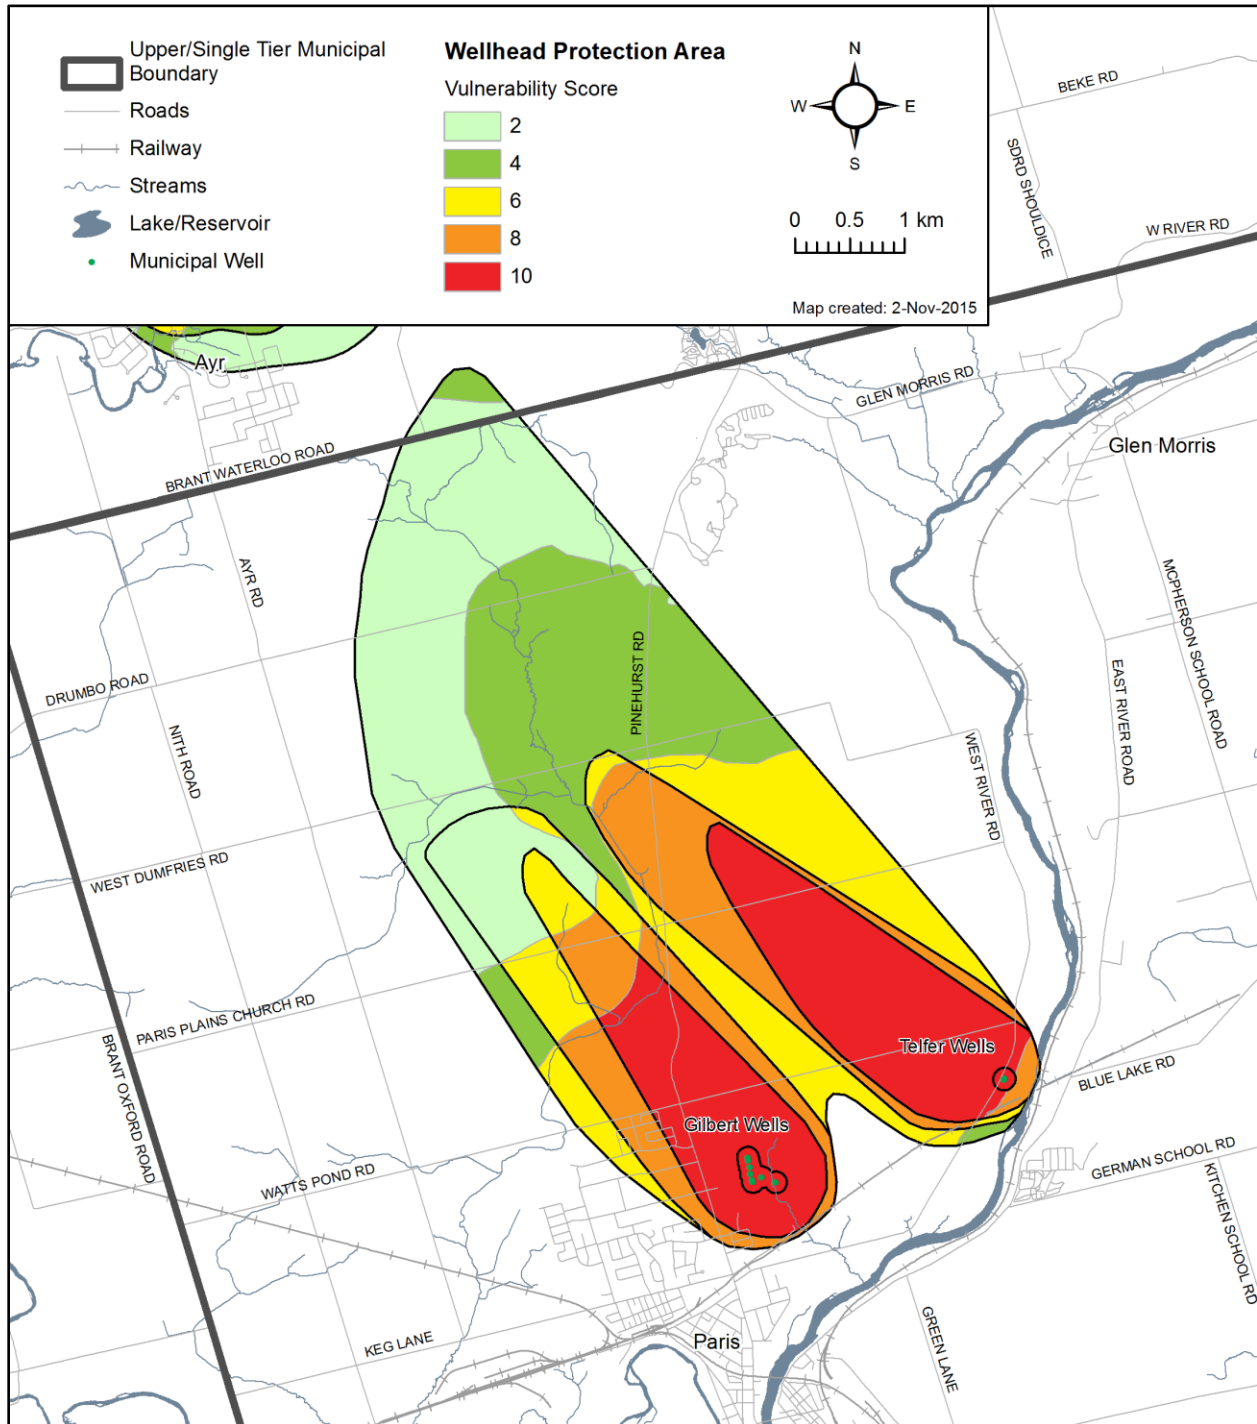 Upper/Single Tier Municipal
Boundary
Roads
Railway
Streams
Lake/Reservoir
Municipal Well
Wellhead Protection Area
Vulnerability Score
2
4
6
8
10
N
W
E
S
0 0.5 1 km
Map created: 2-Nov-2015
BEKE RD
SDRD SHOULDICE
W RIVER RD
Ayr
GLEN MORRIS RD
Glen Morris
BRANT WATERLOO ROAD
AYR RD
MCPHERSON SCHOOL ROAD
PINEHURST RD
EAST RIVER ROAD
DRUMBO ROAD
NITH ROAD
WEST RIVER RD
WEST DUMFRIES RD
PARIS PLAINS CHURCH RD
BRANT OXFORD ROAD
Telfer Wells
BLUE LAKE RD
Gilbert Wells
GERMAN SCHOOL RD
WATTS POND RD
KITCHEN SCHOOL RD
KEG LANE
Paris
GREEN LANE